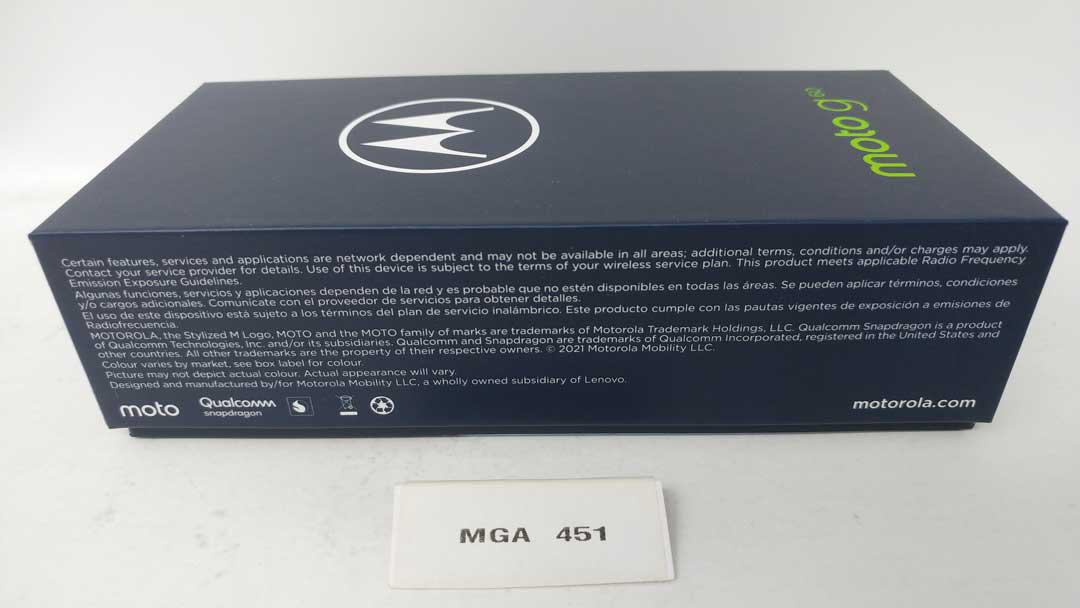 moto g 60
Certain features, services and applications are network dependent and may not be available in all areas; additional terms, conditions and/or charges may apply.
Contact your service provider for details. Use of this device is subject to the terms of your wireless service plan. This product meets applicable Radio Frequency
Emission Exposure Guidelines.
Algunas funciones, servicios y aplicaciones dependen de la red y es probable que no estén disponibles en todas las áreas. Se pueden aplicar términos, condiciones
y/o cargos adicionales. Comunícate con el proveedor de servicios para obtener detalles.
El uso de este dispositivo está sujeto a los términos del plan de servicio inalámbrico. Este producto cumple con las pautas vigentes de exposición a emisiones de
Radiofrecuencia.
MOTOROLA, the Stylized M Logo, MOTO and the MOTO family of marks are trademarks of Motorola Trademark Holdings, LLC. Qualcomm Snapdragon is a product
of Qualcomm Technologies, Inc. and/or its subsidiaries. Qualcomm and Snapdragon are trademarks of Qualcomm Incorporated, registered in the United States and
other countries. All other trademarks are the property of their respective owners. © 2021 Motorola Mobility LLC.
Colour varies by market, see box label for colour.
Picture may not depict actual colour. Actual appearance will vary.
Designed and manufactured by/for Motorola Mobility LLC, a wholly owned subsidiary of Lenovo.
moto
Qualcomm
snapdragon
motorola.com
MGA 451